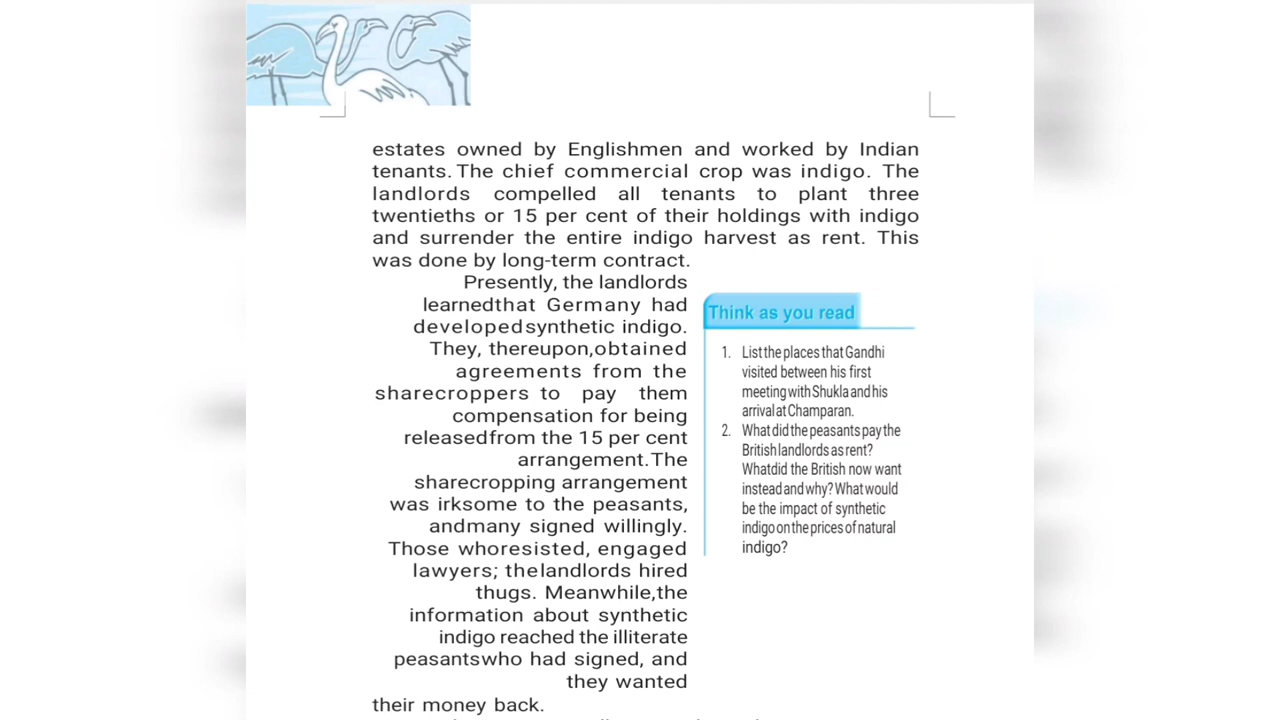 estates owned by Englishmen and worked by Indian
tenants. The chief commercial crop was indigo. The
landlords compelled all tenants to plant three
twentieths or 15 per cent of their holdings with indigo
and surrender the entire indigo harvest as rent. This
was done by long-term contract.
Presently, the landlords
learnedthat Germany had
developedsynthetic indigo.
They, thereupon,obtained
agreements from the
sharecroppers to pay them
compensation for being
releasedfrom the 15 per cent
arrangement.The
sharecropping arrangement
was irksome to the peasants,
andmany signed willingly.
Those whoresisted, engaged
lawyers; thelandlords hired
thugs. Meanwhile,the
information about synthetic
indigo reached the illiterate
peasantswho had signed, and
they wanted
their money back.
Think as you read
1. List the places that Gandhi
visited between his first
meeting with Shukla and his
arrival at Champaran.
2. What did the peasants pay the
British landlords as rent?
Whatdid the British now want
instead and why? What would
be the impact of synthetic
indigo on the prices of natural
indigo?